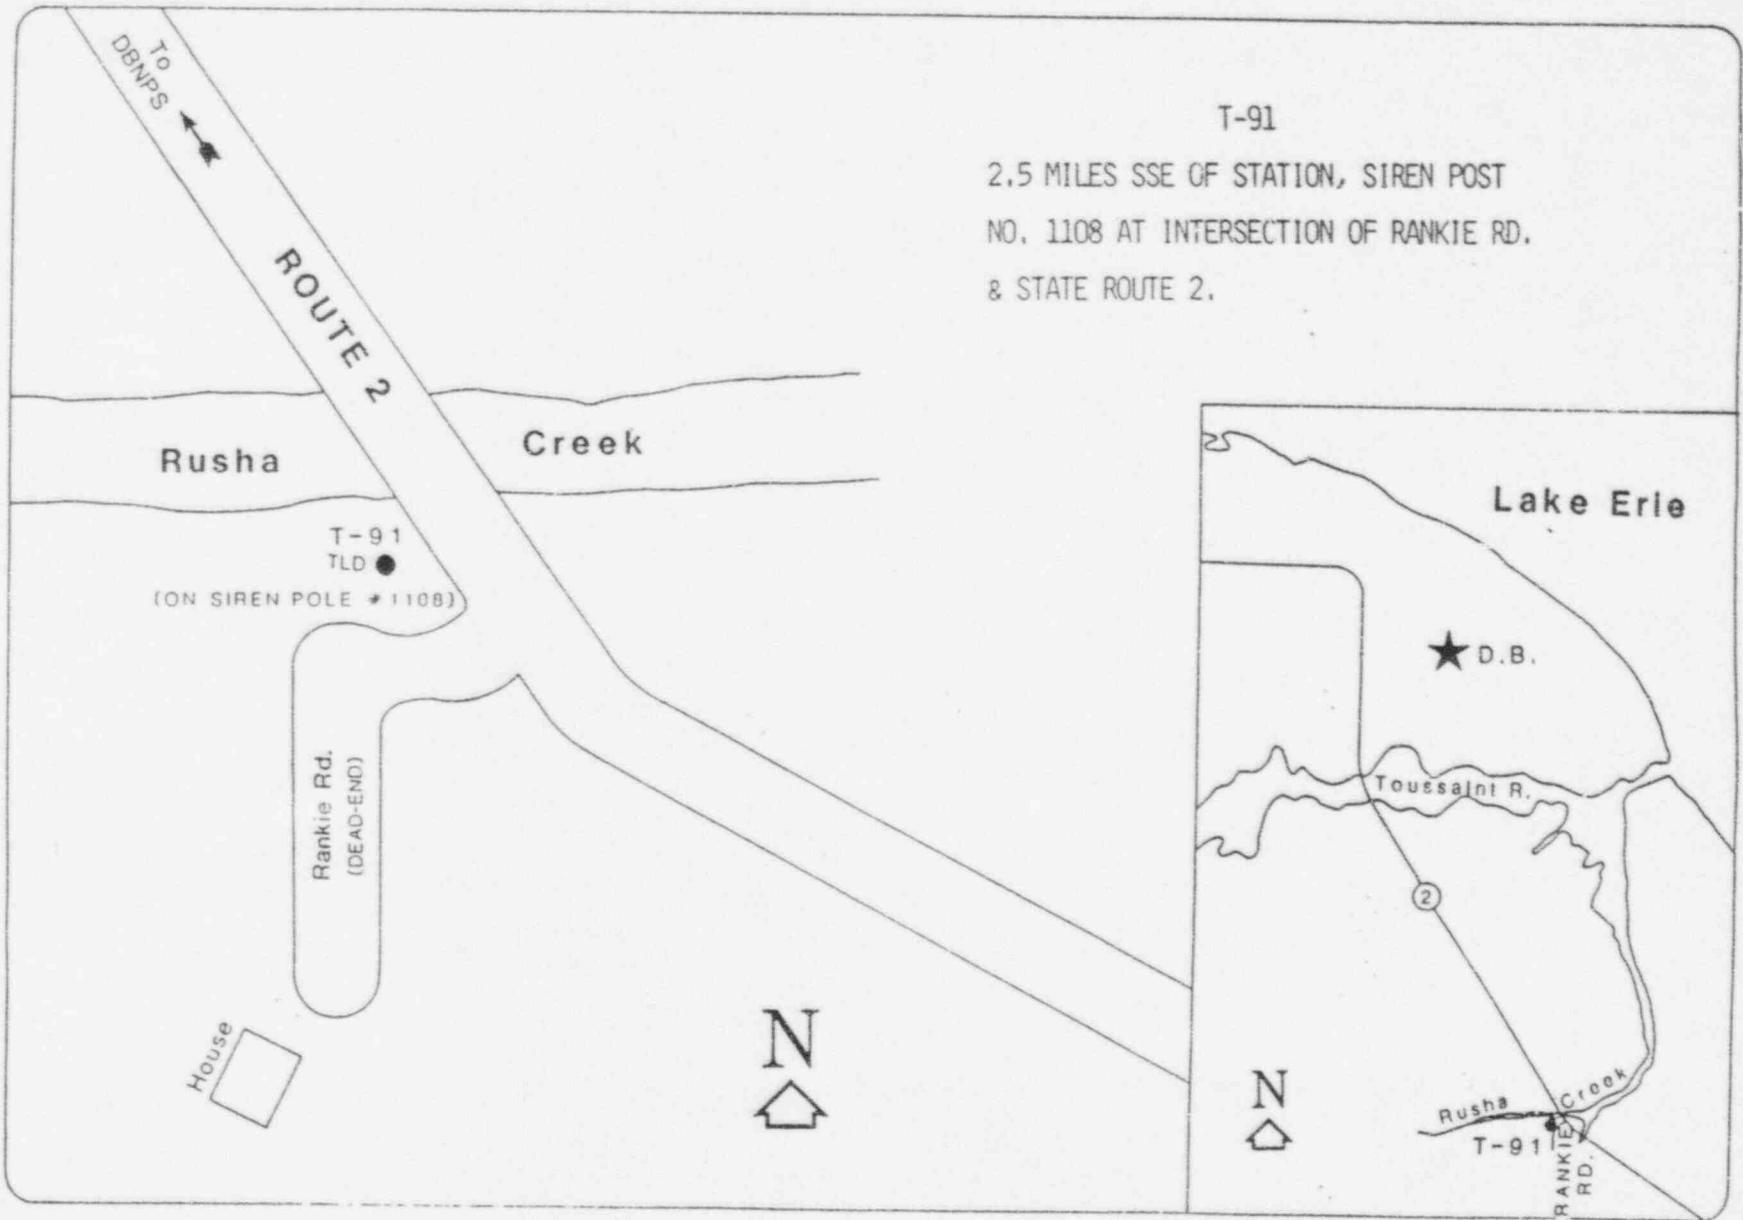 To
DBNPS
ROUTE 2
T-91
2.5 MILES SSE OF STATION, SIREN POST
NO. 1108 AT INTERSECTION OF RANKIE RD.
& STATE ROUTE 2.
Rusha Creek
T-91
TLD
(ON SIREN POLE #1108)
Rankie Rd.
(DEAD-END)
House
N
Lake Erie
D.B.
Toussaint R.
2
N
Rusha Creek
T-91
RANKIE
RD.